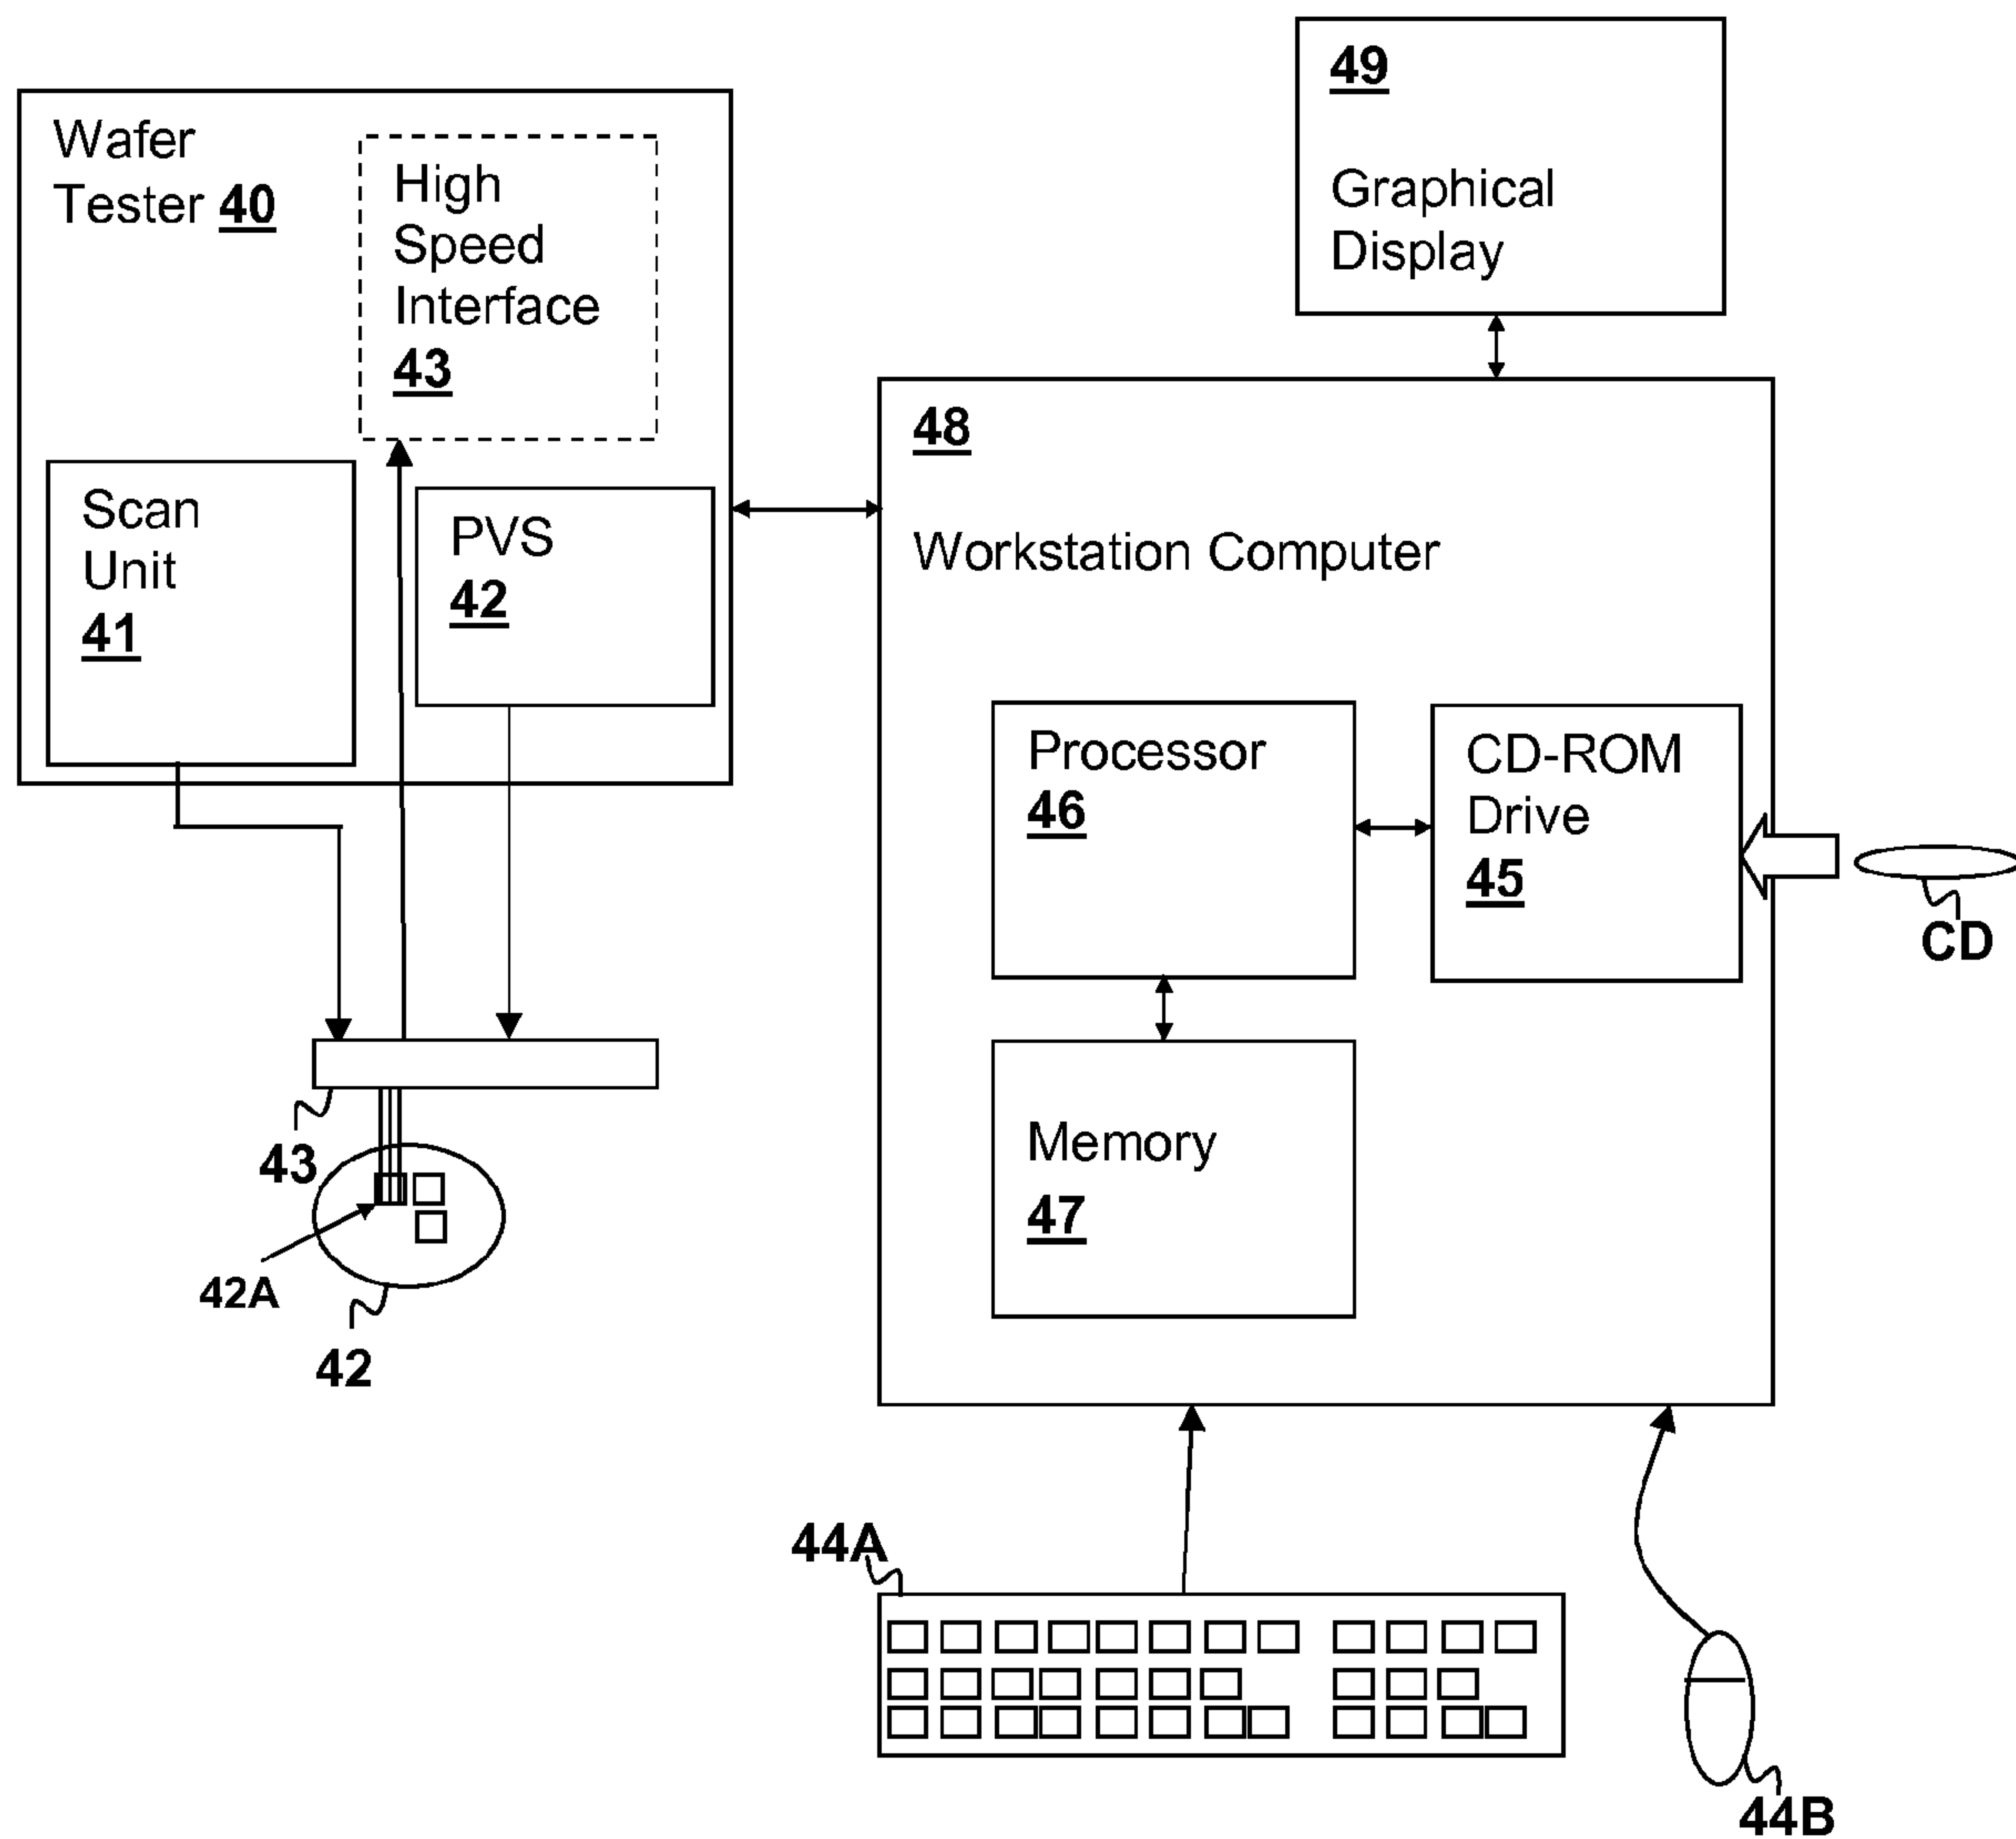 Wafer
Tester 40
High
Speed
Interface
43
Scan
Unit
41
PVS
42
43
42A
42
49
Graphical
Display
48
Workstation Computer
Processor
46
CD-ROM
Drive
45
CD
Memory
47
44A
44B